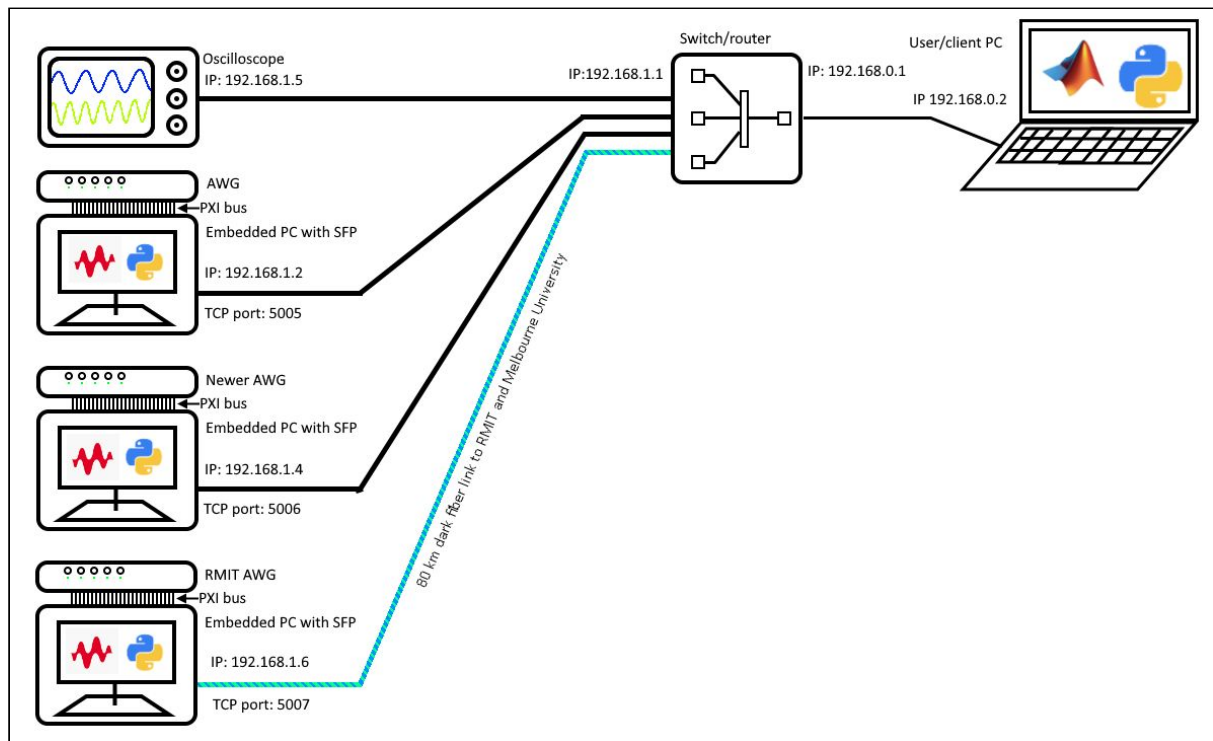 Oscilloscope
IP: 192.168.1.5
AWG
PXI bus
Embedded PC with SFP
IP: 192.168.1.2
TCP port: 5005
Newer AWG
PXI bus
Embedded PC with SFP
IP: 192.168.1.4
TCP port: 5006
RMIT AWG
PXI bus
Embedded PC with SFP
IP: 192.168.1.6
TCP port: 5007
80 km dark fiber link to RMIT and Melbourne University
Switch/router
IP:192.168.1.1
IP: 192.168.0.1
User/client PC
IP 192.168.0.2